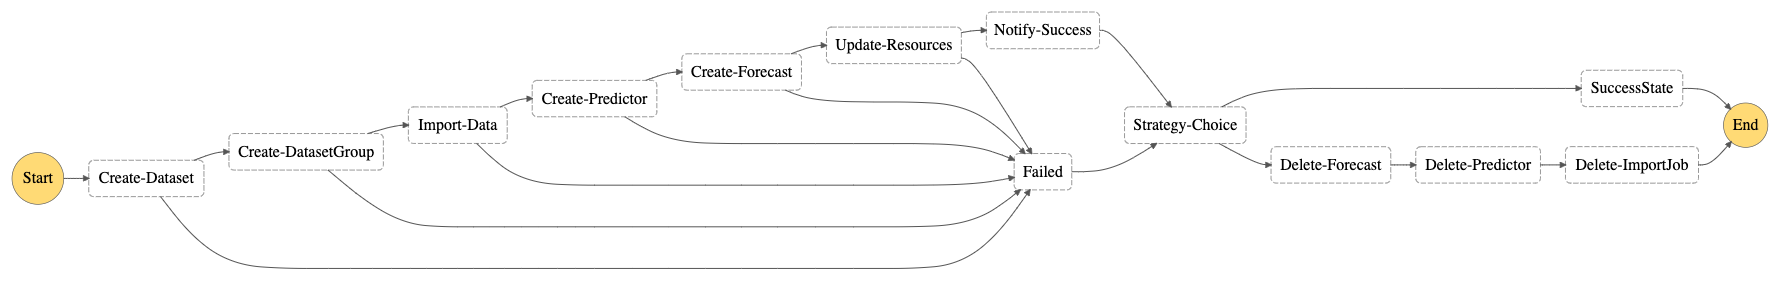 Start
Create-Dataset
Create-DatasetGroup
Import-Data
Create-Predictor
Create-Forecast
Update-Resources
Notify-Success
Failed
Strategy-Choice
SuccessState
Delete-Forecast
Delete-Predictor
Delete-ImportJob
End